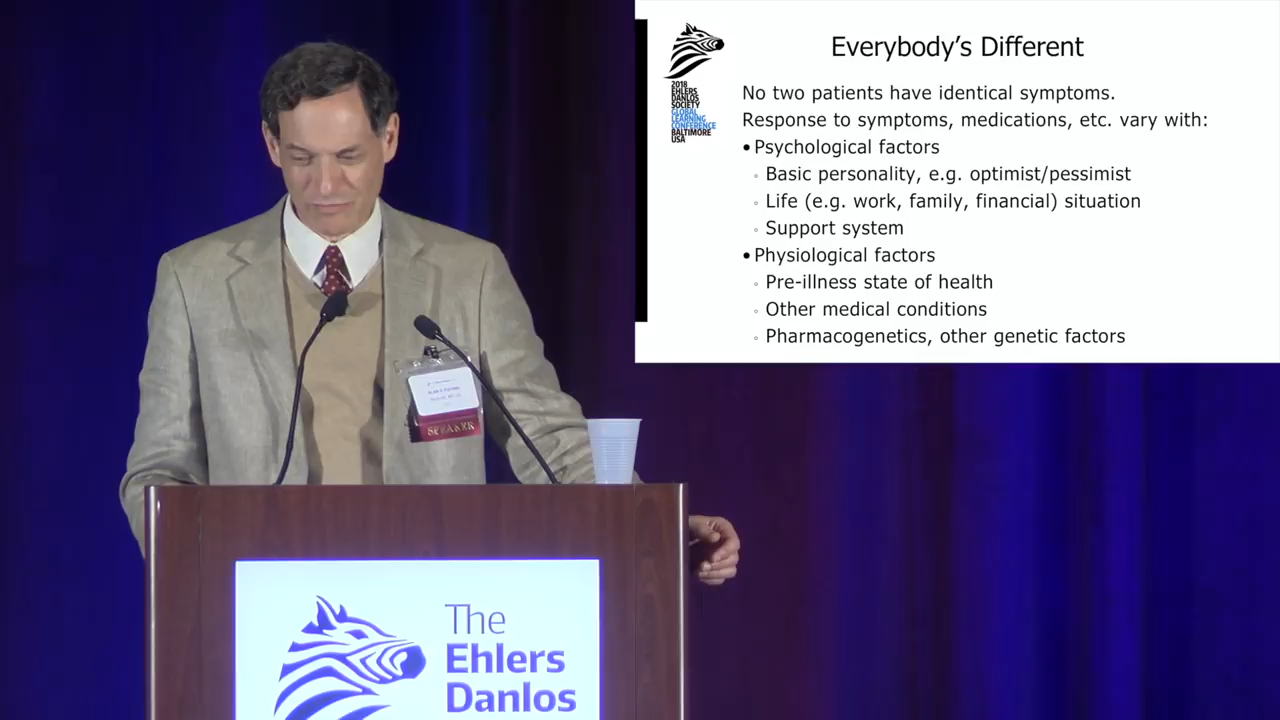 Everybody's Different
No two patients have identical symptoms.
Response to symptoms, medications, etc. vary with:
• Psychological factors
◦ Basic personality, e.g. optimist/pessimist
◦ Life (e.g. work, family, financial) situation
◦ Support system
• Physiological factors
◦ Pre-illness state of health
◦ Other medical conditions
◦ Pharmacogenetics, other genetic factors
2018
EHLERS
DANLOS
SOCIETY
GLOBAL
LEARNING
CONFERENCE
BALTIMORE
USA
SPEAKER
The
Ehlers
Danlos